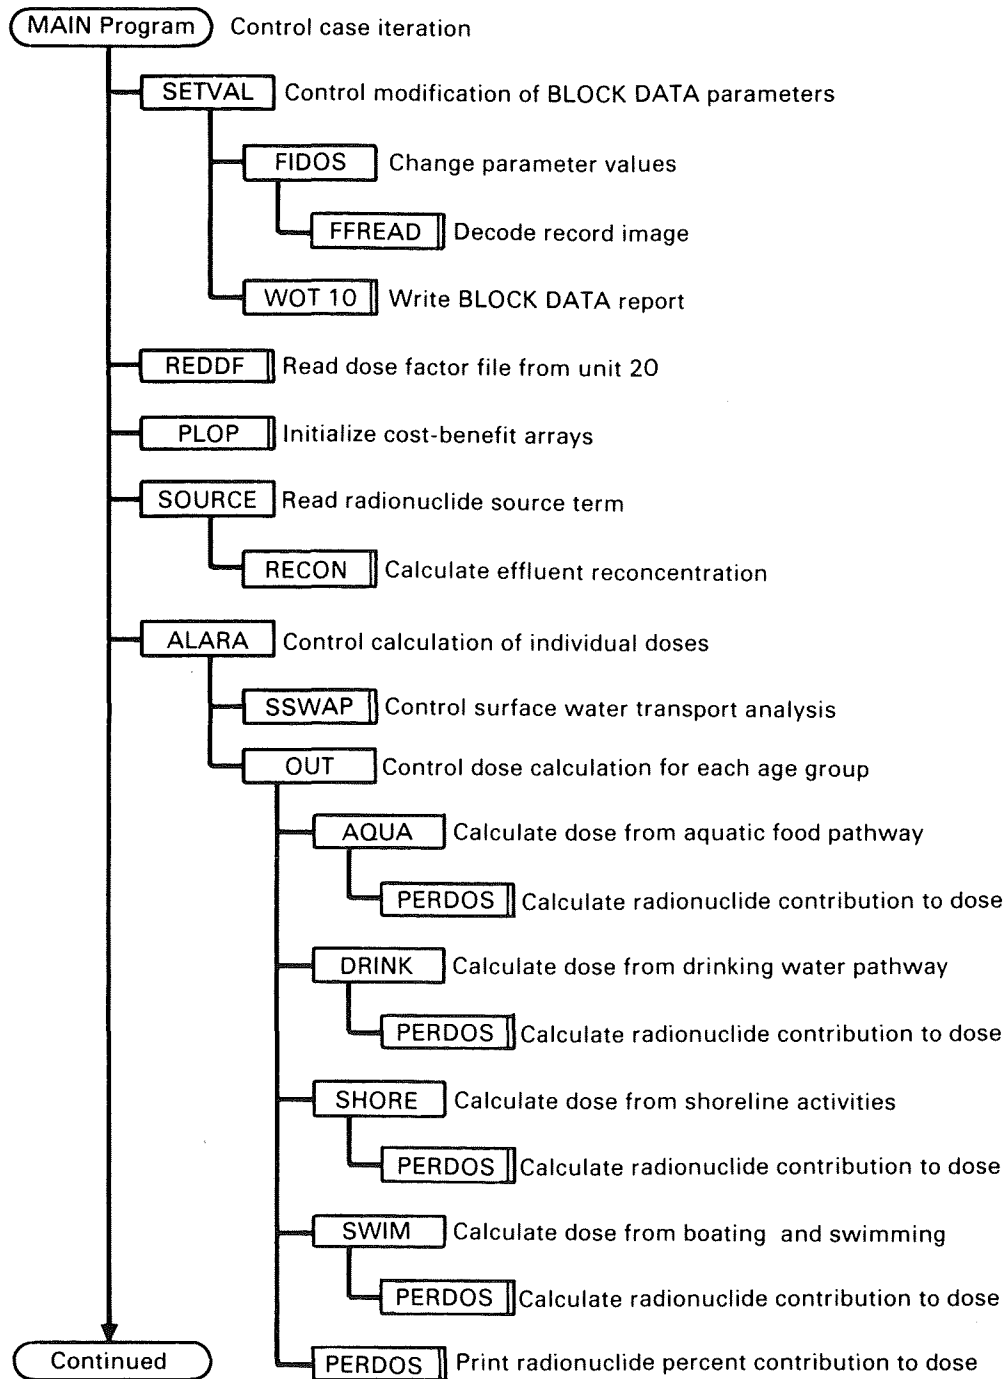 MAIN Program Control case iteration
SETVAL Control modification of BLOCK DATA parameters
FIDOS Change parameter values
FFREAD Decode record image
WOT 10 Write BLOCK DATA report
REDDF Read dose factor file from unit 20
PLOP Initialize cost-benefit arrays
SOURCE Read radionuclide source term
RECON Calculate effluent reconcentration
ALARA Control calculation of individual doses
SSWAP Control surface water transport analysis
OUT Control dose calculation for each age group
AQUA Calculate dose from aquatic food pathway
PERDOS Calculate radionuclide contribution to dose
DRINK Calculate dose from drinking water pathway
PERDOS Calculate radionuclide contribution to dose
SHORE Calculate dose from shoreline activities
PERDOS Calculate radionuclide contribution to dose
SWIM Calculate dose from boating and swimming
PERDOS Calculate radionuclide contribution to dose
Continued PERDOS Print radionuclide percent contribution to dose